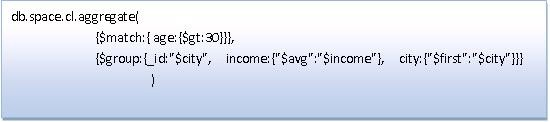 db.space.cl.aggregate(
{$match:{ age:{$gt:30}}},
{$group:{_id:"$city", income:{"$avg":"$income"}, city:{"$first":"$city"}}}
)